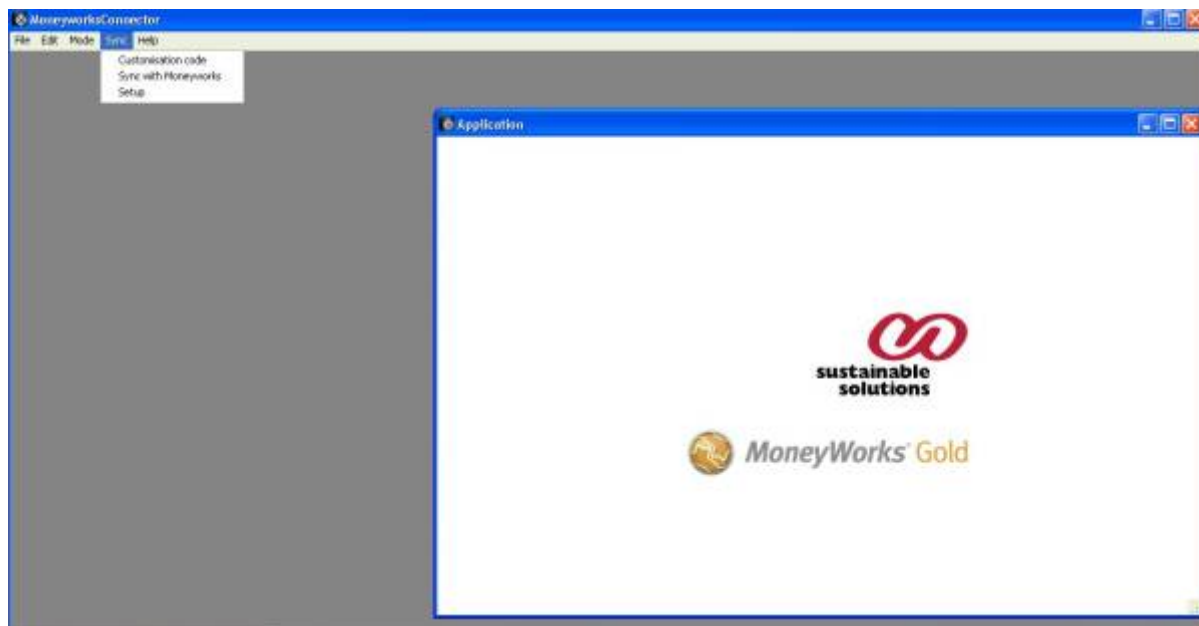 MoneyworksConnector
File Edit Mode Sync Help
Customisation code
Sync with Moneyworks
Setup
Application
sustainable
solutions
MoneyWorks® Gold